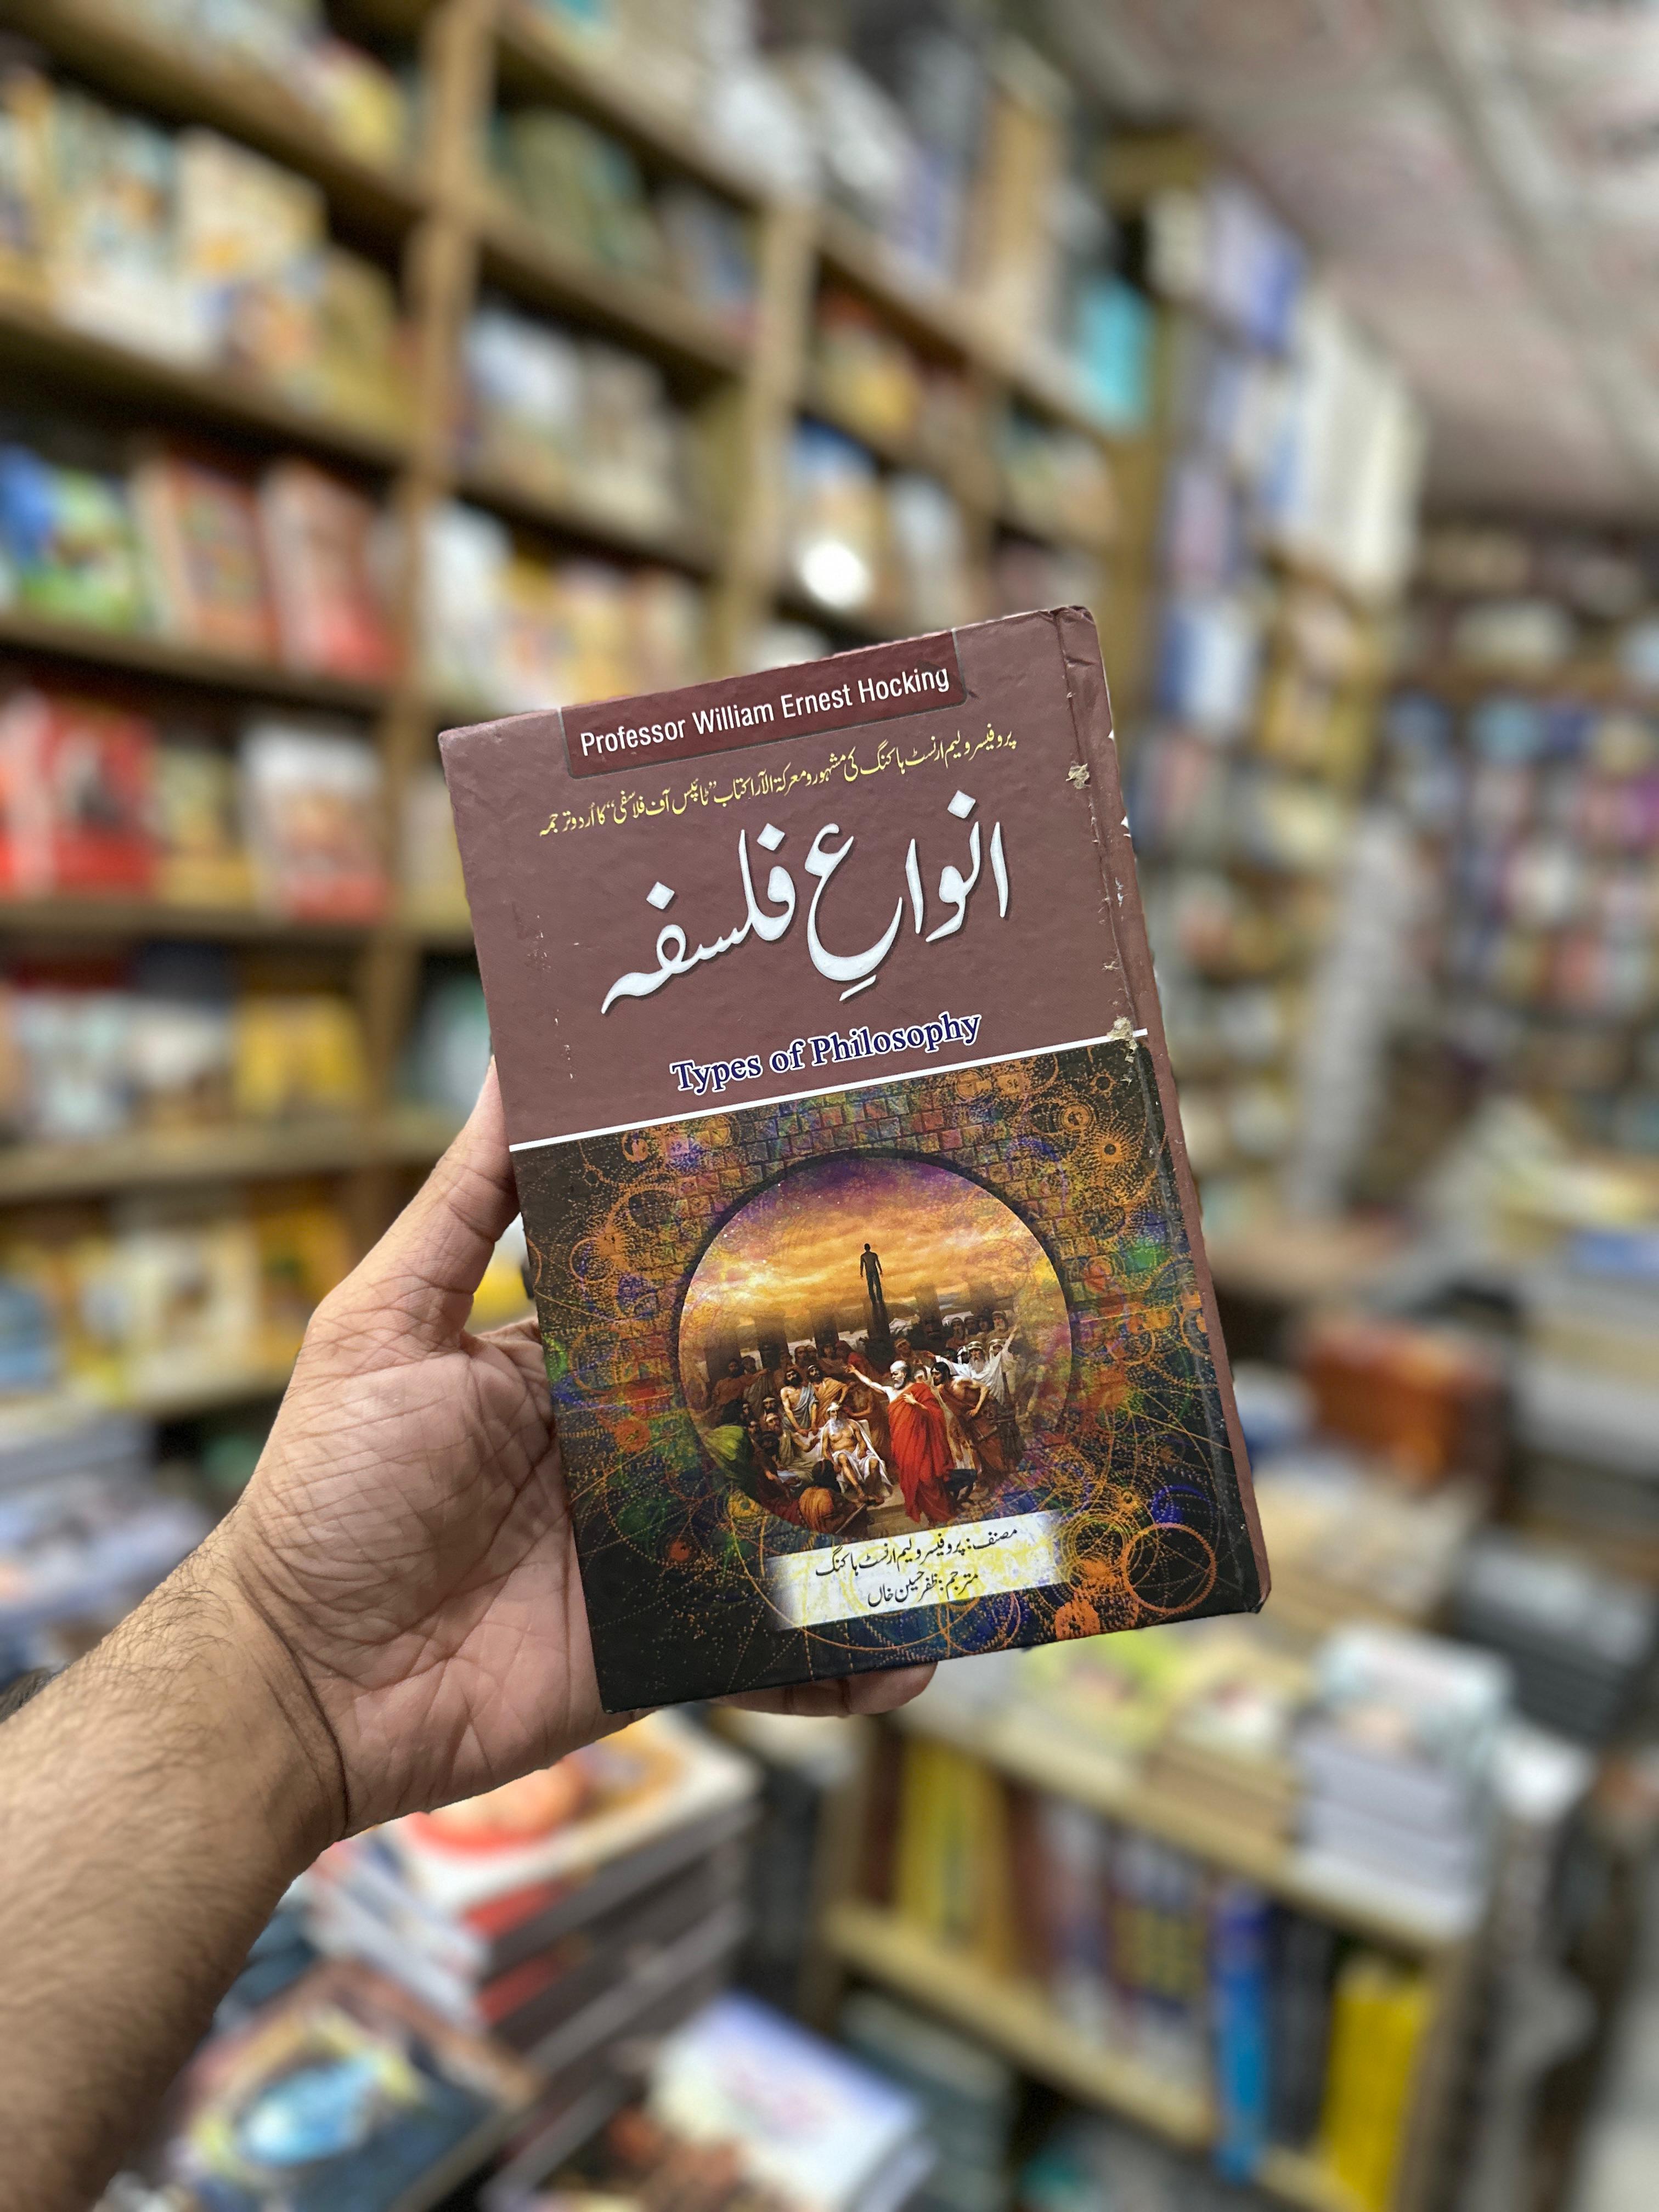 Professor William Ernest Hocking
پروفیسر ولیم ارنسٹ ہاکنگ کی مشہور و معرکۃ الآرا کتاب "ٹائپس آف فلاسفی" کا اُردو ترجمہ
انواعِ فلسفہ
Types of Philosophy
مصنف: پروفیسر ولیم ارنسٹ ہاکنگ
مترجم: ظفر حسین خاں